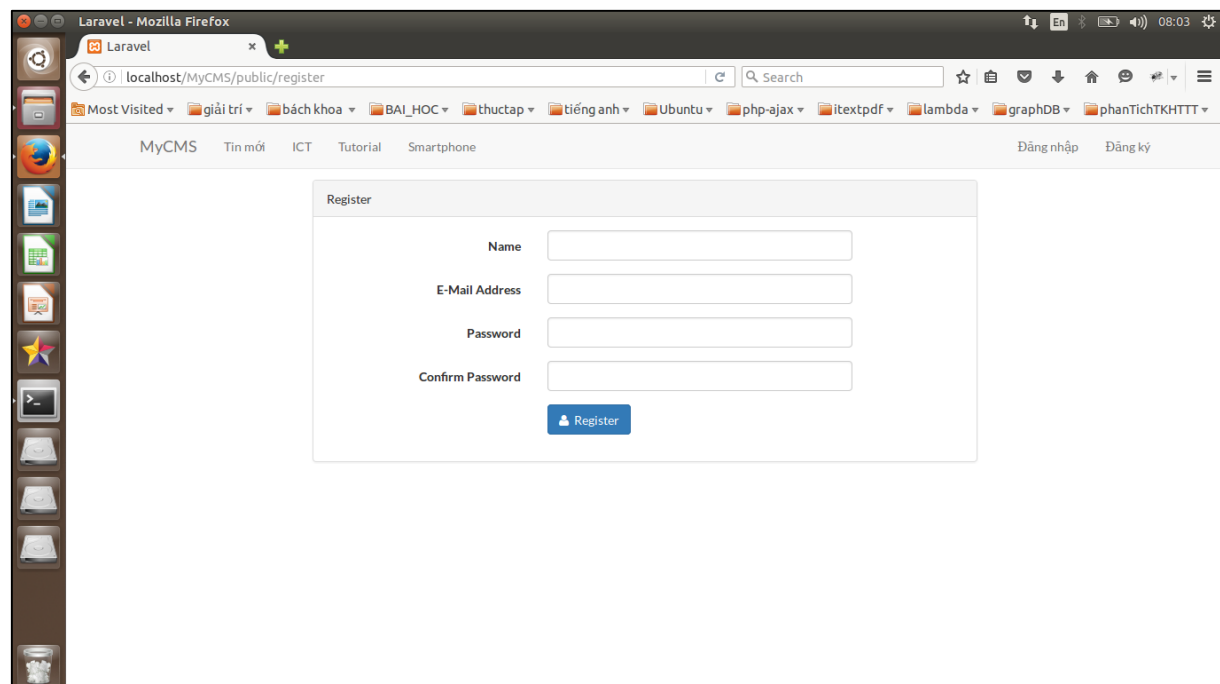 Laravel - Mozilla Firefox En 08:03
Laravel
localhost/MyCMS/public/register Search
Most Visited giải trí bách khoa BAI_HOC thuctap tiếng anh Ubuntu php-ajax itextpdf lambda graphDB phanTichTKHTTT
MyCMS Tin mới ICT Tutorial Smartphone Đăng nhập Đăng ký
Register
Name
E-Mail Address
Password
Confirm Password
Register